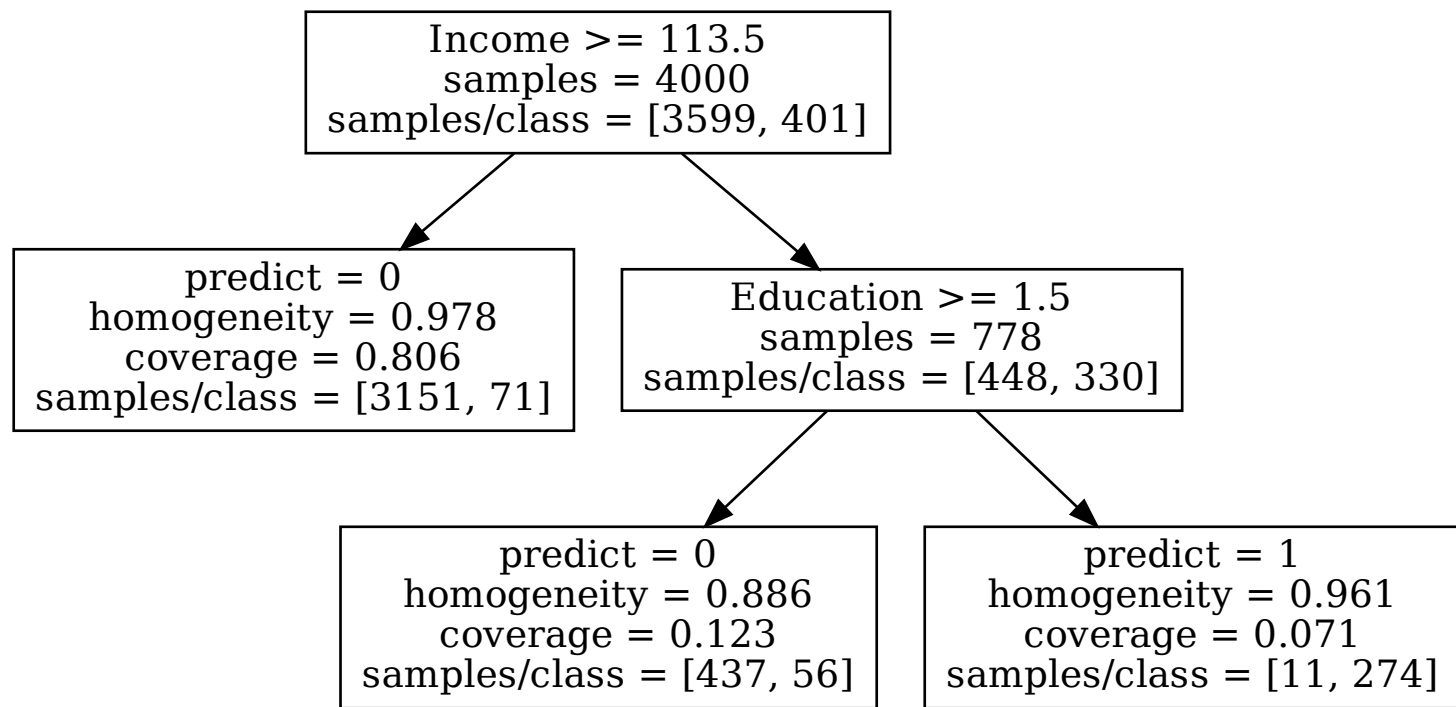 Income >= 113.5
samples = 4000
samples/class = [3599, 401]
predict = 0
homogeneity = 0.978
coverage = 0.806
samples/class = [3151, 71]
Education >= 1.5
samples = 778
samples/class = [448, 330]
predict = 0
homogeneity = 0.886
coverage = 0.123
samples/class = [437, 56]
predict = 1
homogeneity = 0.961
coverage = 0.071
samples/class = [11, 274]